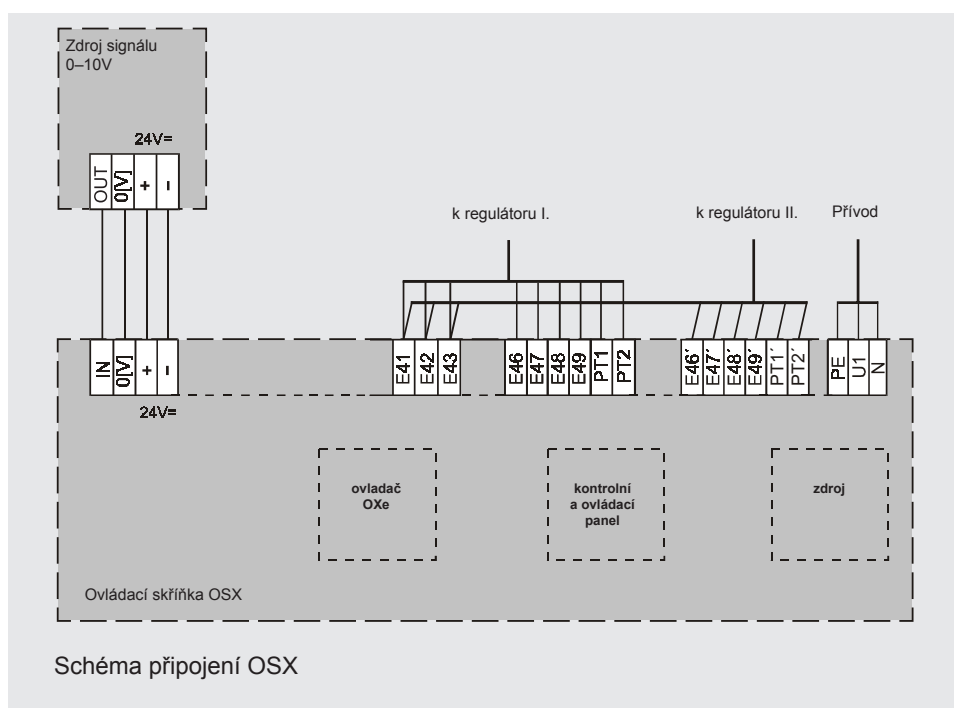 Zdroj signálu
0–10V
24V=
OUT
0[V]
+
-
k regulátoru I.
k regulátoru II.
Přívod
IN
0[V]
+
-
24V=
E41
E42
E43
E46
E47
E48
E49
PT1
PT2
E46´
E47´
E48´
E49´
PT1´
PT2´
PE
U1
N
ovladač
OXe
kontrolní
a ovládací
panel
zdroj
Ovládací skříňka OSX
Schéma připojení OSX